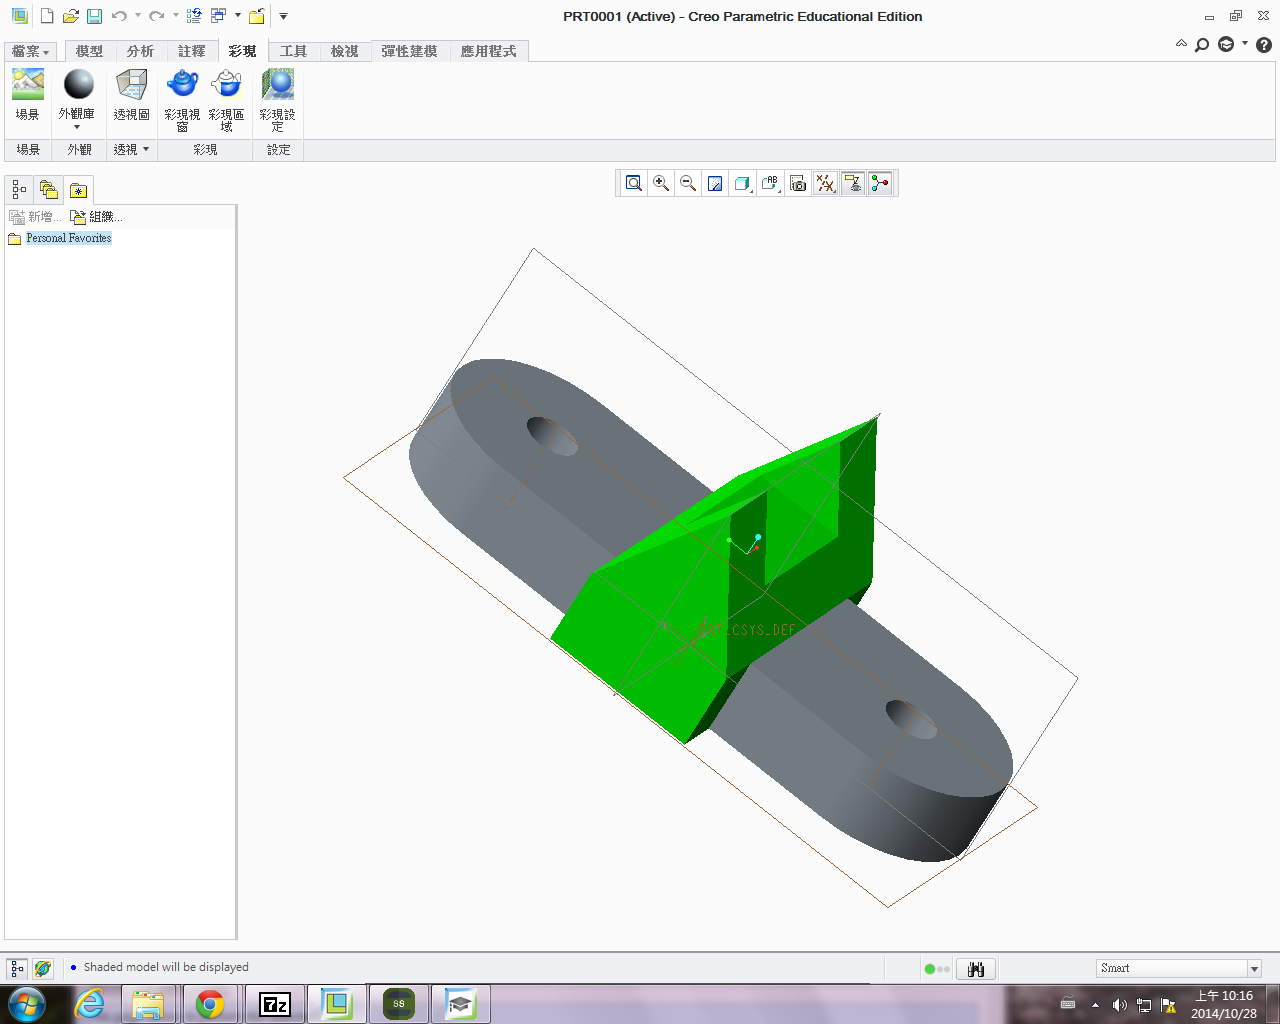 PRT0001 (Active) - Creo Parametric Educational Edition
檔案 模型 分析 註釋 彩現 工具 檢視 彈性建模 應用程式
場景 外觀庫 透視圖 彩現視窗 彩現區域 彩現設定
場景 外觀 透視 彩現 設定
AB
新增... 組織...
Personal Favorites
CSYS_DEF
Shaded model will be displayed
Smart
7z
SS
上午 10:16
2014/10/28